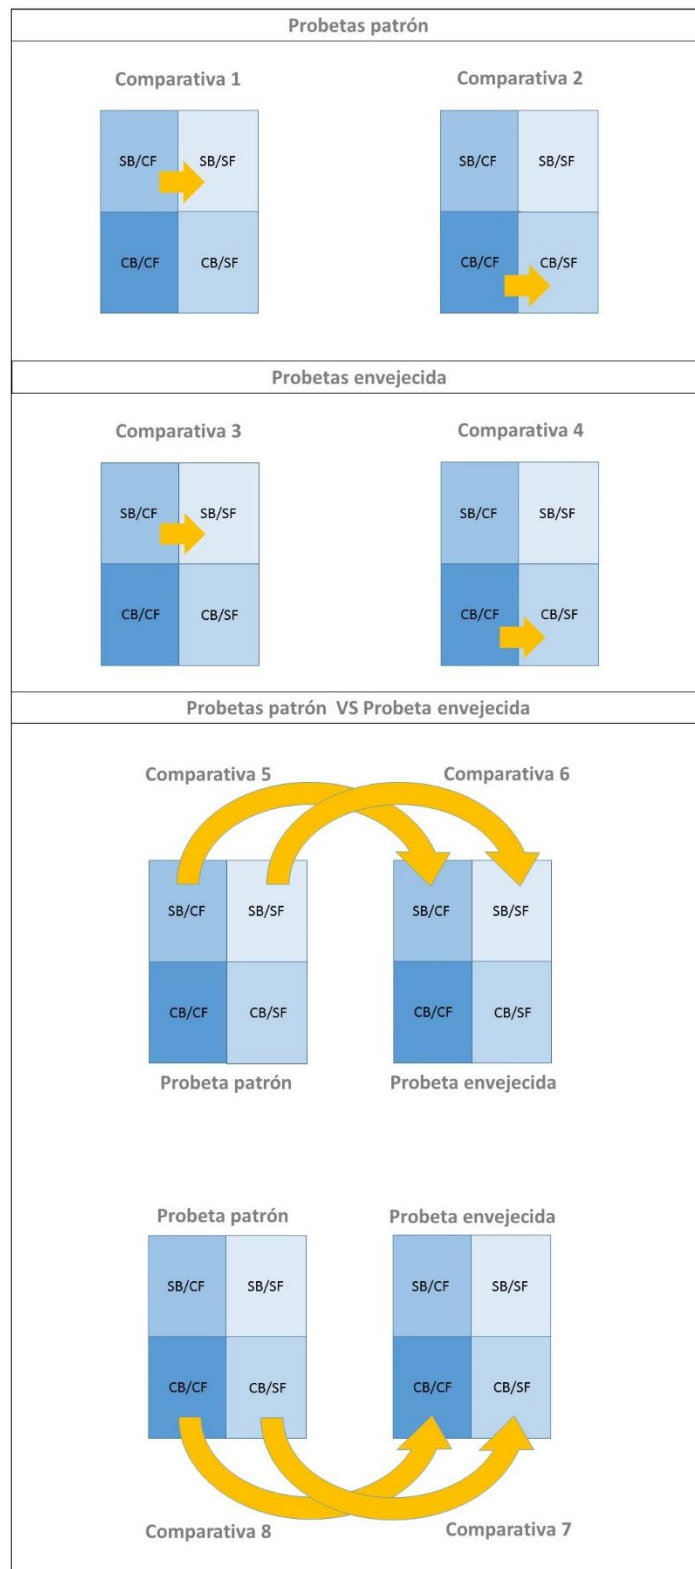 Probetas patrón
Comparativa 1
Comparativa 2
SB/CF
SB/SF
SB/CF
SB/SF
CB/CF
CB/SF
CB/CF
CB/SF
Probetas envejecida
Comparativa 3
Comparativa 4
SB/CF
SB/SF
SB/CF
SB/SF
CB/CF
CB/SF
CB/CF
CB/SF
Probetas patrón VS Probeta envejecida
Comparativa 5
Comparativa 6
SB/CF
SB/SF
SB/CF
SB/SF
CB/CF
CB/SF
CB/CF
CB/SF
Probeta patrón
Probeta envejecida
Probeta patrón
Probeta envejecida
SB/CF
SB/SF
SB/CF
SB/SF
CB/CF
CB/SF
CB/CF
CB/SF
Comparativa 8
Comparativa 7